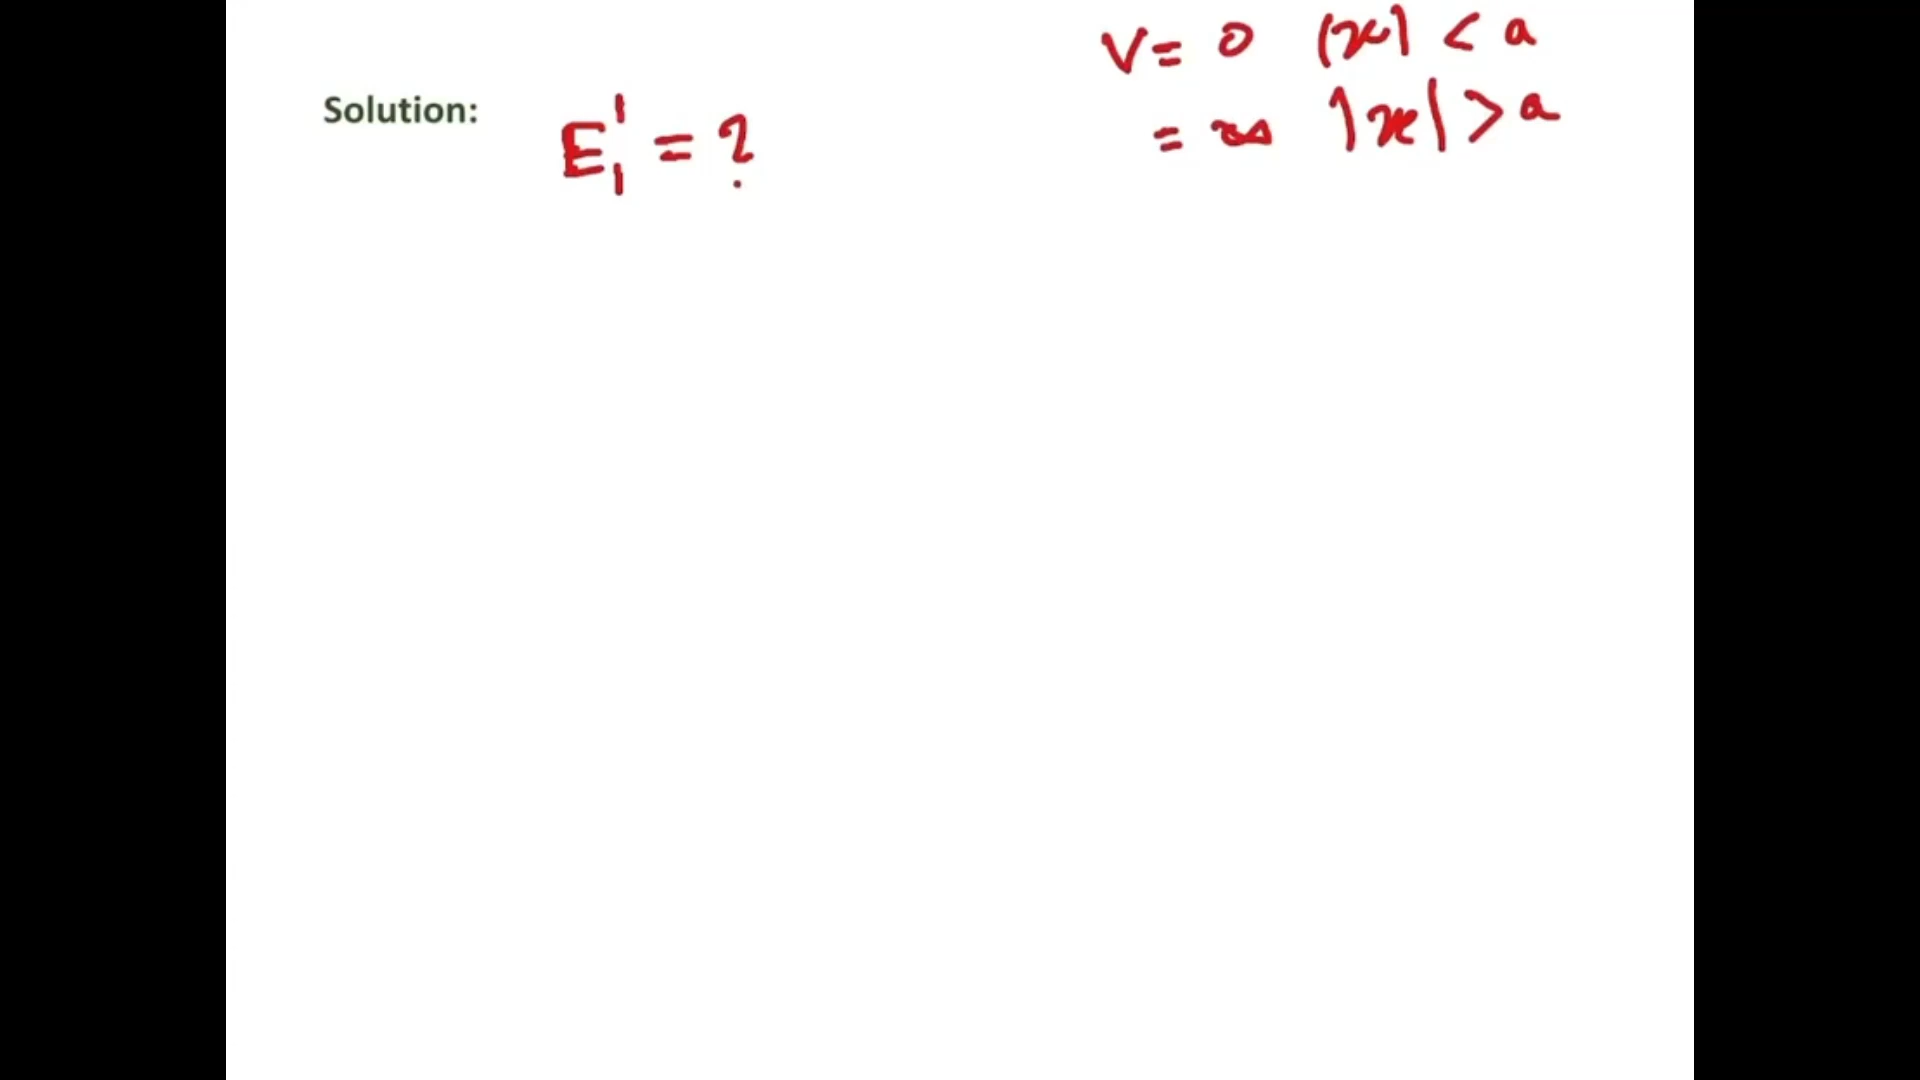 V = 0 |x| < a
Solution: E₁¹ = ?
= ∞ |x| > a